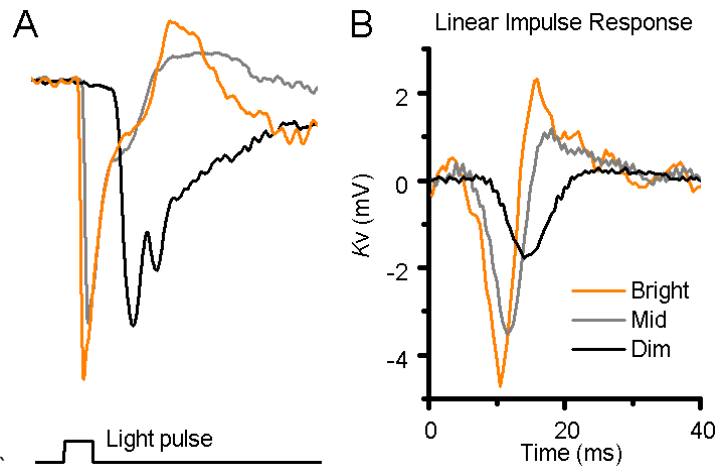 A
Light pulse
`
B
Linear Impulse Response
Kv (mV)
2
0
-2
-4
Bright
Mid
Dim
0
20
40
Time (ms)